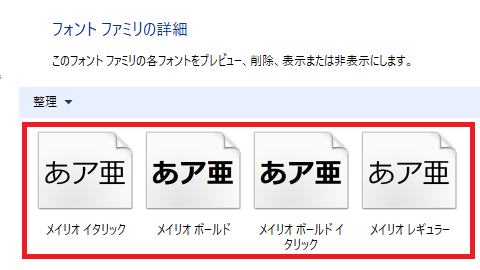 フォント ファミリの詳細
このフォント ファミリの各フォントをプレビュー、削除、表示または非表示にします。
整理
あア亜 あア亜 あア亜 あア亜
メイリオ イタリック メイリオ ボールド メイリオ ボールド イ メイリオ レギュラー
タリック